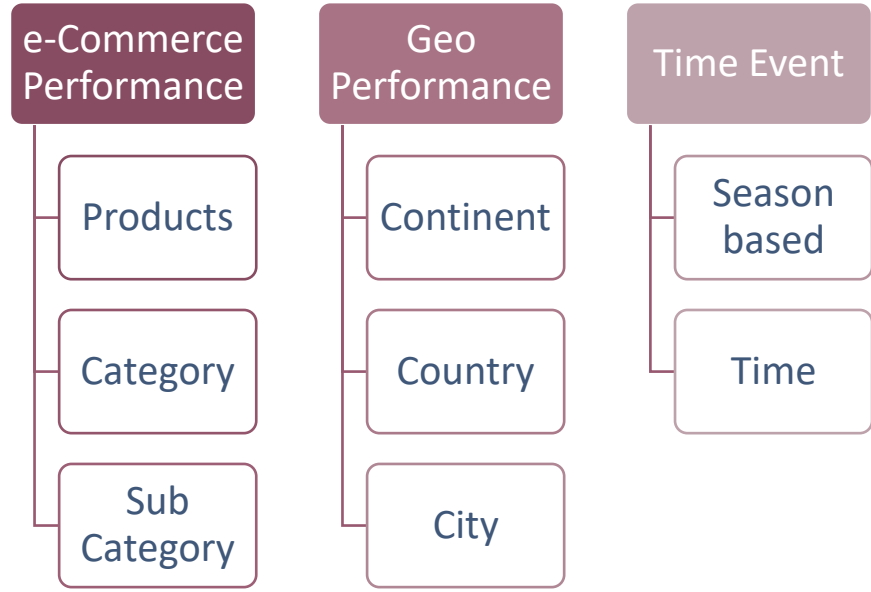 e-Commerce
Performance
Products
Category
Sub
Category
Geo
Performance
Continent
Country
City
Time Event
Season
based
Time